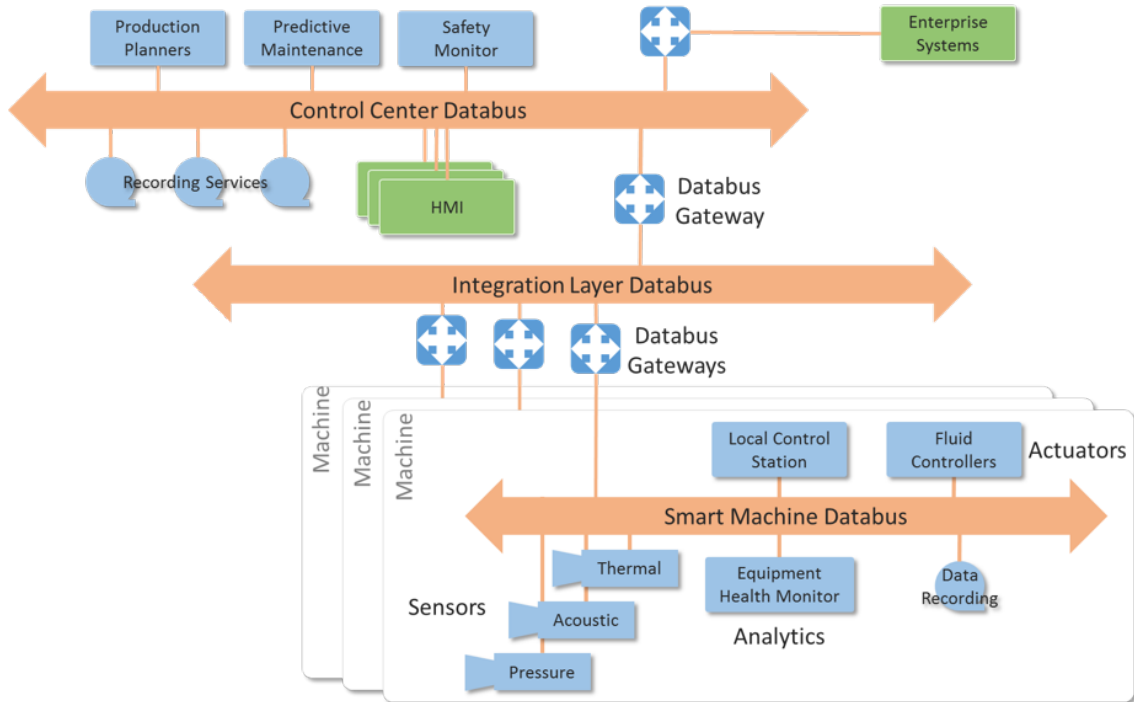 Production
Planners
Predictive
Maintenance
Safety
Monitor
Enterprise
Systems
Control Center Databus
Recording Services
HMI
Databus
Gateway
Integration Layer Databus
Databus
Gateways
Machine
Machine
Machine
Local Control
Station
Fluid
Controllers
Actuators
Smart Machine Databus
Thermal
Equipment
Health Monitor
Data
Recording
Sensors
Acoustic
Analytics
Pressure